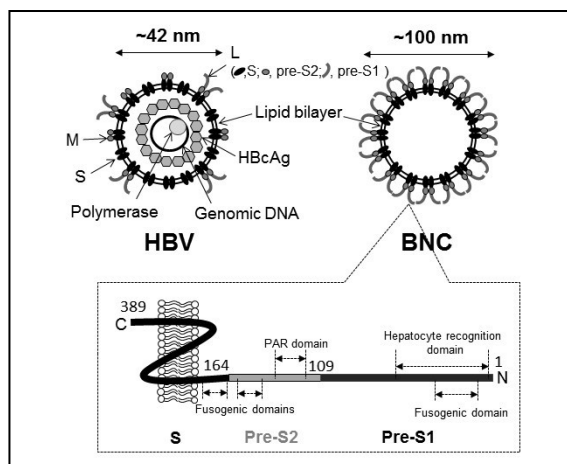 ~42 nm
~100 nm
L
( ,S; , pre-S2; , pre-S1 )
Lipid bilayer
M
HBcAg
S
Polymerase
Genomic DNA
HBV
BNC
389
C
PAR domain
Hepatocyte recognition
domain
164
109
1
N
Fusogenic domains
Fusogenic domain
S
Pre-S2
Pre-S1